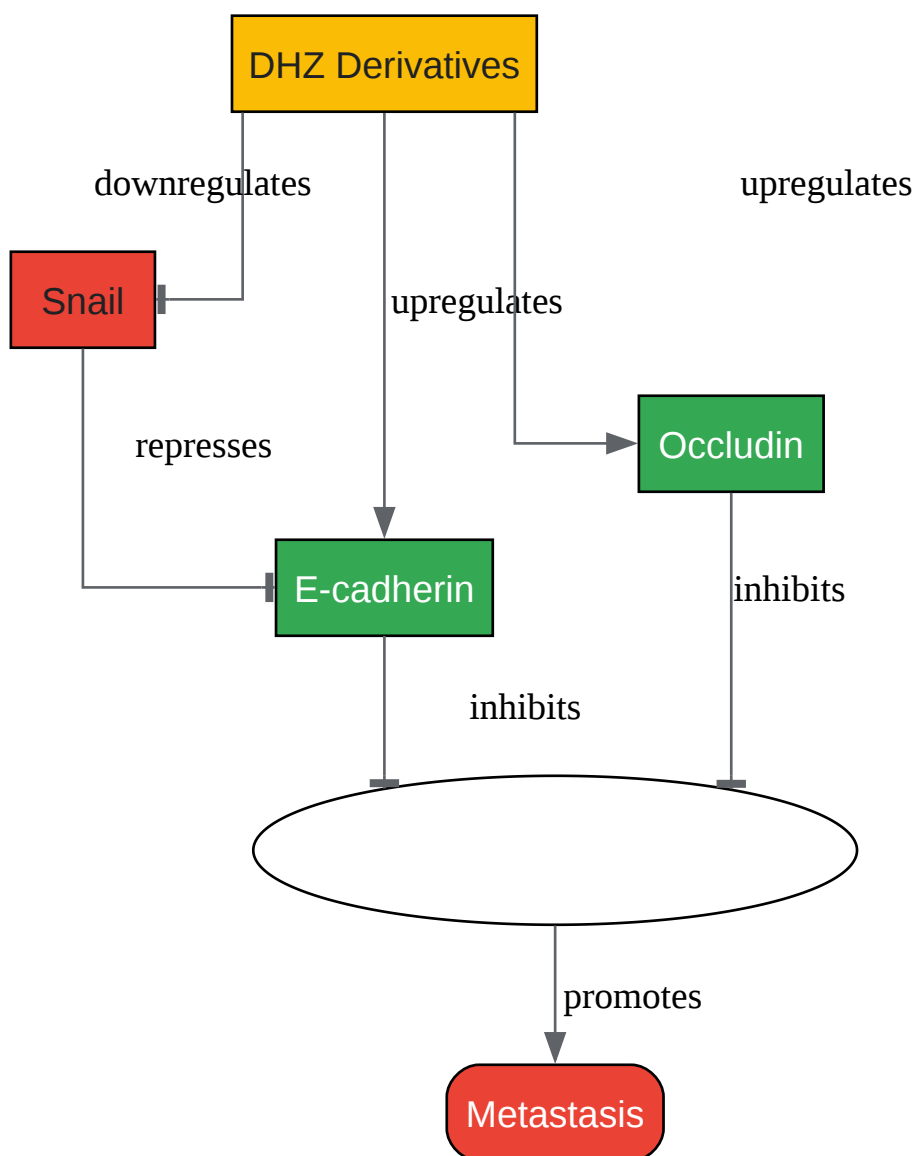 DHZ Derivatives
downregulates
upregulates
Snail
upregulates
represses
Occludin
E-cadherin
inhibits
inhibits
promotes
Metastasis